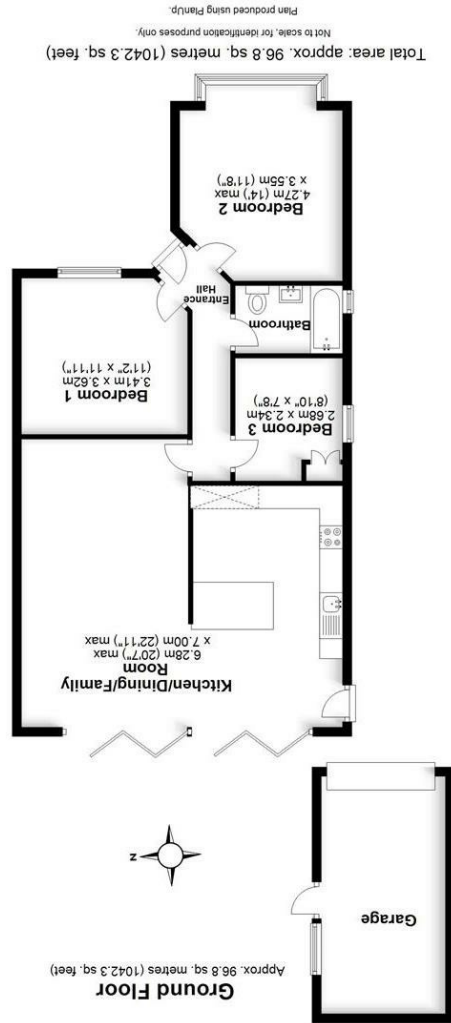 Ground Floor
Approx. 96.8 sq. metres (1042.3 sq. feet)
Garage
N
Kitchen/Dining/Family
Room
6.28m (20'7") max
x 7.00m (22'11") max
Bedroom 3
2.68m x 2.34m
(8'10" x 7'8")
Bedroom 1
3.41m x 3.62m
(11'2" x 11'11")
Bathroom
Entrance
Hall
Bedroom 2
4.27m (14') max
x 3.55m (11'8")
Total area: approx. 96.8 sq. metres (1042.3 sq. feet)
Not to scale, for identification purposes only.
Plan produced using PlanUp.